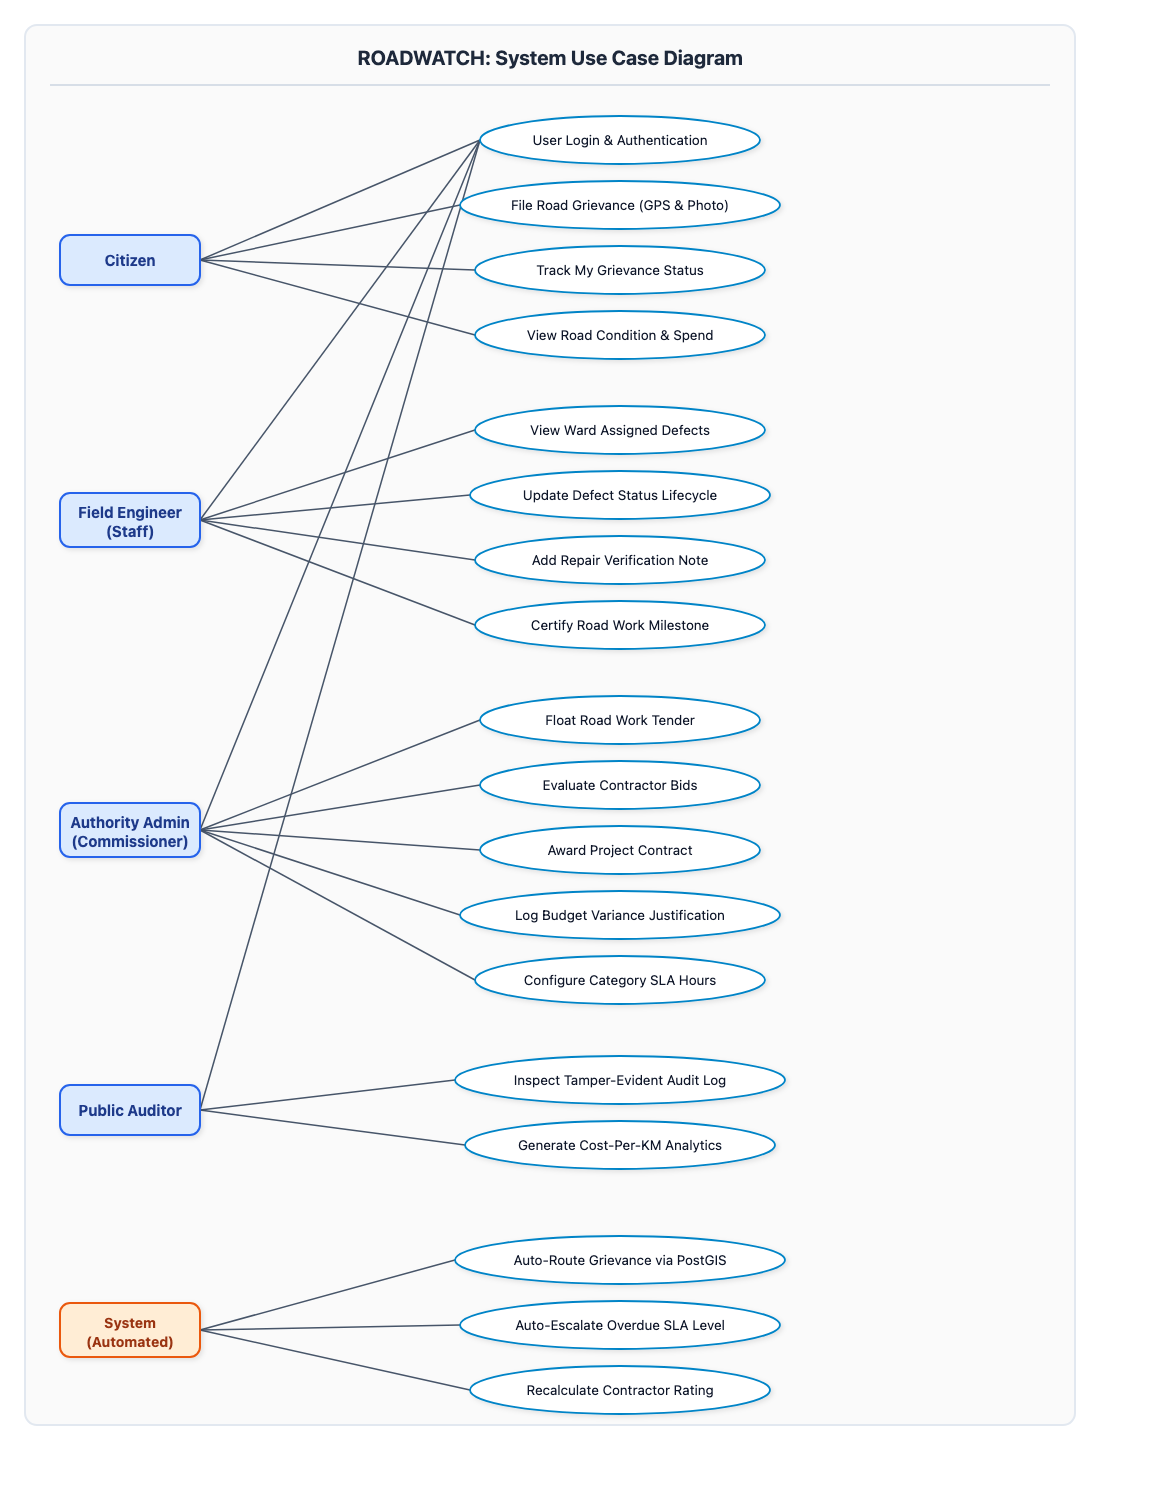 ROADWATCH: System Use Case Diagram
User Login & Authentication
File Road Grievance (GPS & Photo)
Citizen
Track My Grievance Status
View Road Condition & Spend
View Ward Assigned Defects
Update Defect Status Lifecycle
Field Engineer
(Staff)
Add Repair Verification Note
Certify Road Work Milestone
Float Road Work Tender
Evaluate Contractor Bids
Authority Admin
(Commissioner)
Award Project Contract
Log Budget Variance Justification
Configure Category SLA Hours
Inspect Tamper-Evident Audit Log
Public Auditor
Generate Cost-Per-KM Analytics
Auto-Route Grievance via PostGIS
System
(Automated)
Auto-Escalate Overdue SLA Level
Recalculate Contractor Rating